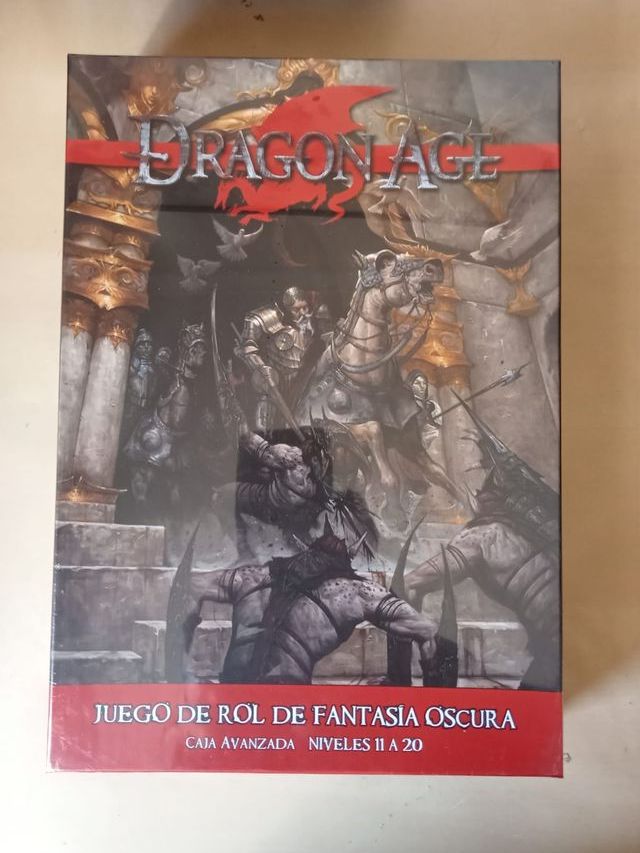 DRAGON AGE
JUEGO DE ROL DE FANTASÍA OSCURA
CAJA AVANZADA NIVELES 11 A 20